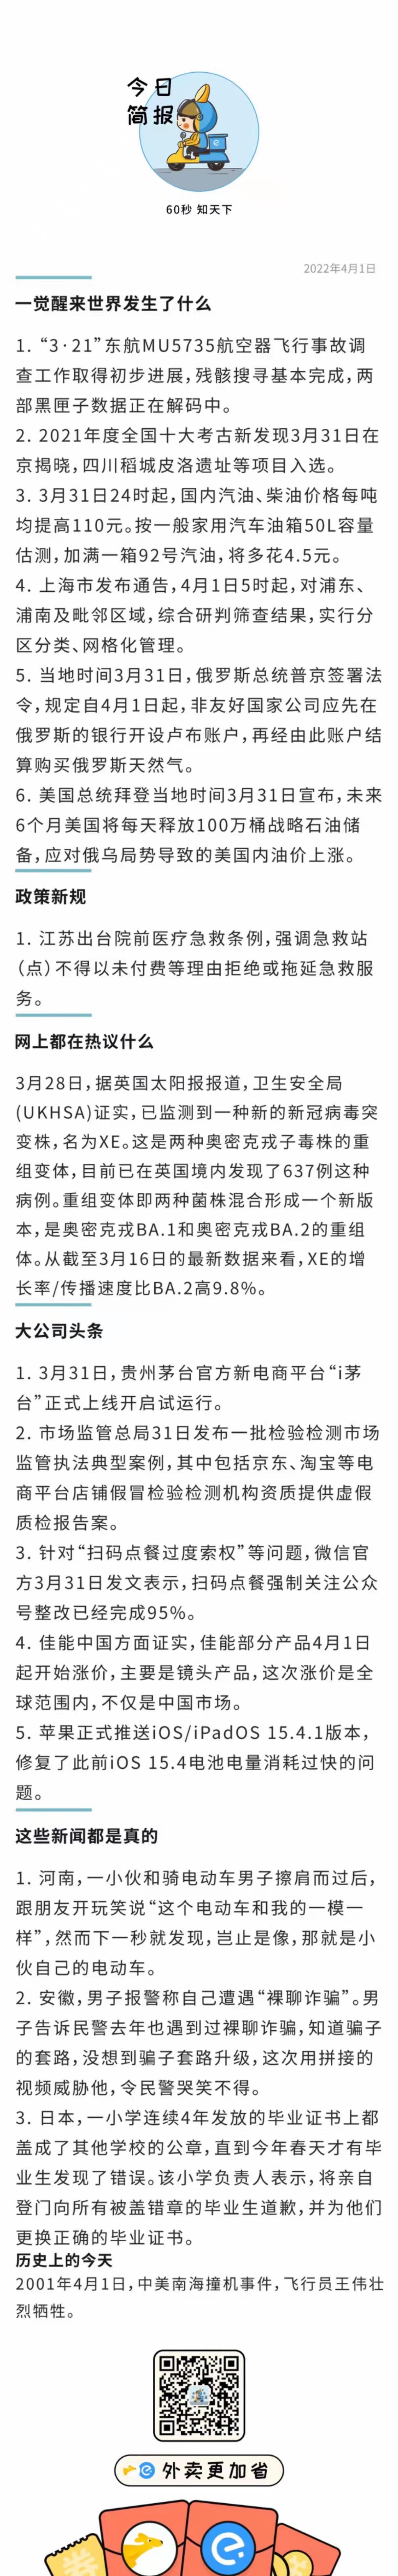 今日
简报
60秒 知天下
2022年4月1日
一觉醒来世界发生了什么
1. “3·21”东航MU5735航空器飞行事故调
查工作取得初步进展，残骸搜寻基本完成，两
部黑匣子数据正在解码中。
2. 2021年度全国十大考古新发现3月31日在
京揭晓，四川稻城皮洛遗址等项目入选。
3. 3月31日24时起，国内汽油、柴油价格每吨
均提高110元。按一般家用汽车油箱50L容量
估测，加满一箱92号汽油，将多花4.5元。
4. 上海市发布通告，4月1日5时起，对浦东、
浦南及毗邻区域，综合研判筛查结果，实行分
区分类、网格化管理。
5. 当地时间3月31日，俄罗斯总统普京签署法
令，规定自4月1日起，非友好国家公司应先在
俄罗斯的银行开设卢布账户，再经由此账户结
算购买俄罗斯天然气。
6. 美国总统拜登当地时间3月31日宣布，未来
6个月美国将每天释放100万桶战略石油储
备，应对俄乌局势导致的美国内油价上涨。
政策新规
1. 江苏出台院前医疗急救条例，强调急救站
（点）不得以未付费等理由拒绝或拖延急救服
务。
网上都在热议什么
3月28日，据英国太阳报报道，卫生安全局
(UKHSA)证实，已监测到一种新的新冠病毒突
变株，名为XE。这是两种奥密克戎子毒株的重
组变体，目前已在英国境内发现了637例这种
病例。重组变体即两种菌株混合形成一个新版
本，是奥密克戎BA.1和奥密克戎BA.2的重组
体。从截至3月16日的最新数据来看，XE的增
长率/传播速度比BA.2高9.8%。
大公司头条
1. 3月31日，贵州茅台官方新电商平台“i茅
台”正式上线开启试运行。
2. 市场监管总局31日发布一批检验检测市场
监管执法典型案例，其中包括京东、淘宝等电
商平台店铺假冒检验检测机构资质提供虚假
质检报告案。
3. 针对“扫码点餐过度索权”等问题，微信官
方3月31日发文表示，扫码点餐强制关注公众
号整改已经完成95%。
4. 佳能中国方面证实，佳能部分产品4月1日
起开始涨价，主要是镜头产品，这次涨价是全
球范围内，不仅是中国市场。
5. 苹果正式推送iOS/iPadOS 15.4.1版本，
修复了此前iOS 15.4电池电量消耗过快的问
题。
这些新闻都是真的
1. 河南，一小伙和骑电动车男子擦肩而过后，
跟朋友开玩笑说“这个电动车和我的一模一
样”，然而下一秒就发现，岂止是像，那就是小
伙自己的电动车。
2. 安徽，男子报警称自己遭遇“裸聊诈骗”。男
子告诉民警去年也遇到过裸聊诈骗，知道骗子
的套路，没想到骗子套路升级，这次用拼接的
视频威胁他，令民警哭笑不得。
3. 日本，一小学连续4年发放的毕业证书上都
盖成了其他学校的公章，直到今年春天才有毕
业生发现了错误。该小学负责人表示，将亲自
登门向所有被盖错章的毕业生道歉，并为他们
更换正确的毕业证书。
历史上的今天
2001年4月1日，中美南海撞机事件，飞行员王伟壮
烈牺牲。
外卖更加省
券